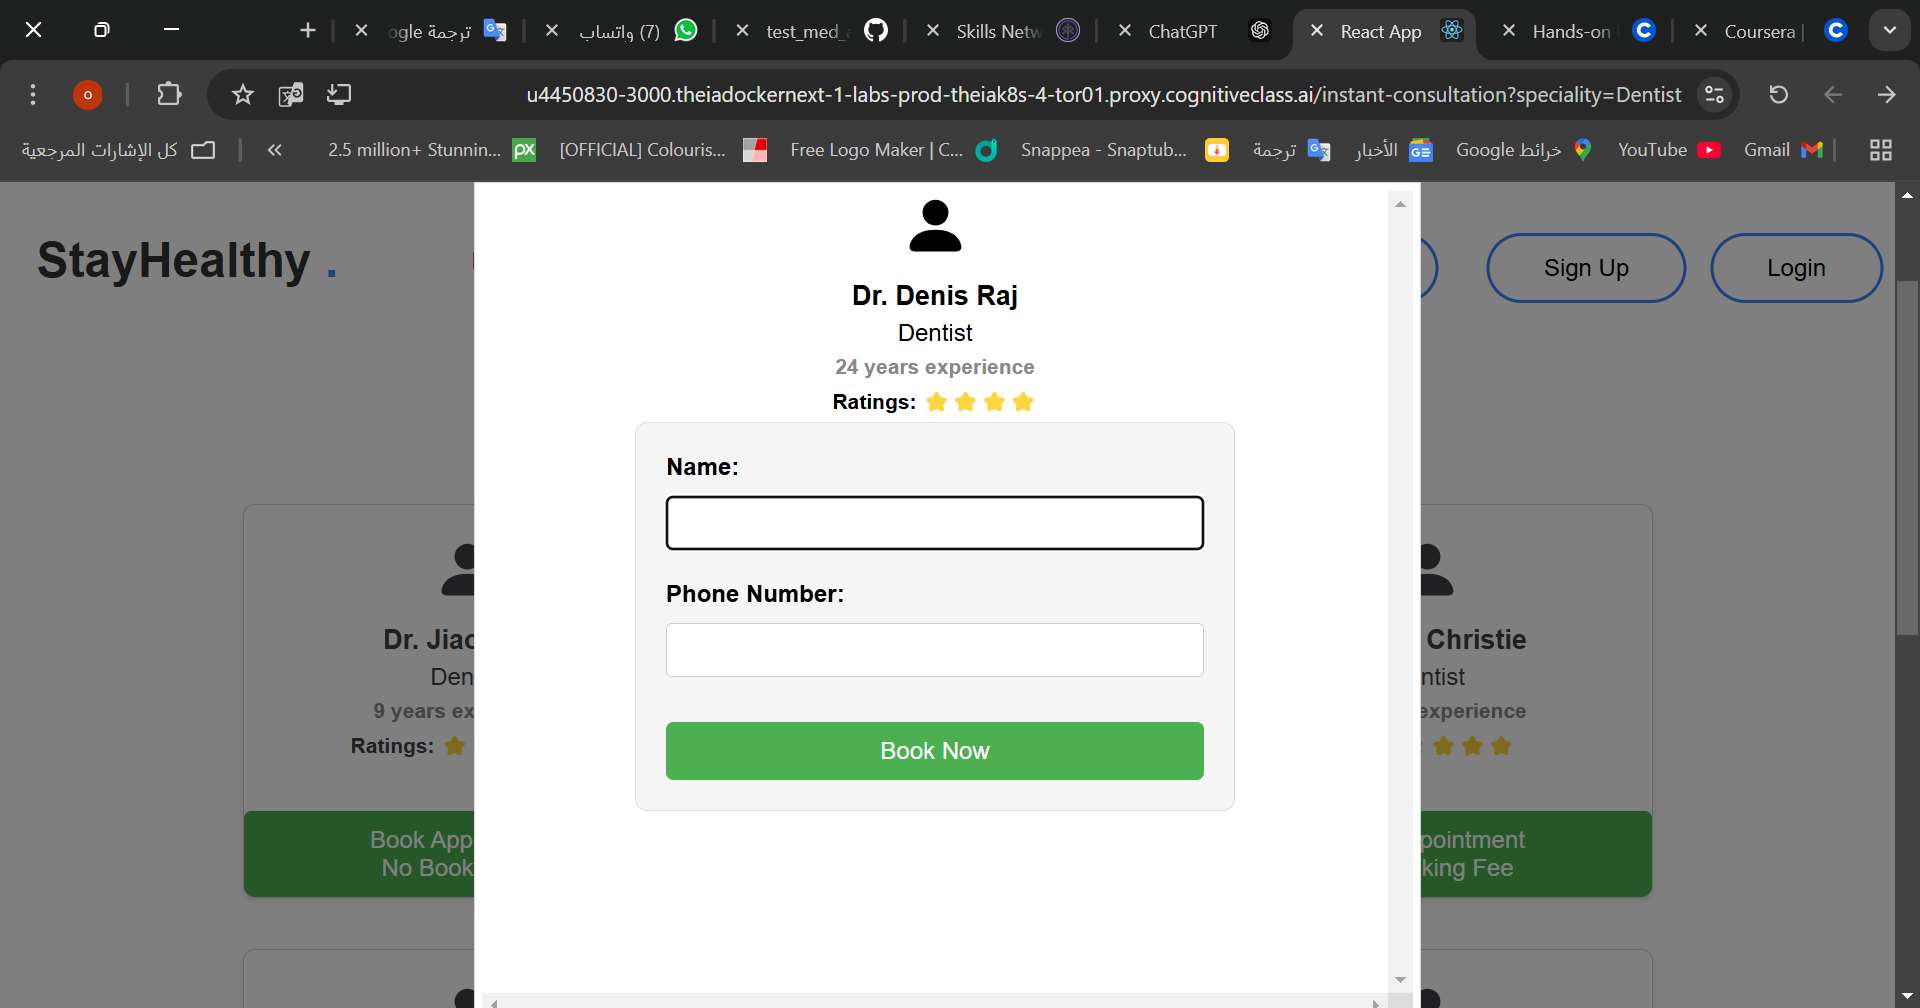 ترجمة ogle
(7) واتساب
test_med_
Skills Netw
ChatGPT
React App
Hands-on
Coursera |
o
u4450830-3000.theiadockernext-1-labs-prod-theiak8s-4-tor01.proxy.cognitiveclass.ai/instant-consultation?speciality=Dentist
كل الإشارات المرجعية
«
2.5 million+ Stunnin...
px
[OFFICIAL] Colouris...
Free Logo Maker | C...
Snappea - Snaptub...
ترجمة
الأخبار
خرائط Google
YouTube
Gmail
StayHealthy .
Sign Up
Login
Dr. Denis Raj
Dentist
24 years experience
Ratings:
Name:
Phone Number:
Book Now
Dr. Jiao
Den
9 years ex
Ratings:
Book App
No Book
Christie
ntist
experience
pointment
king Fee